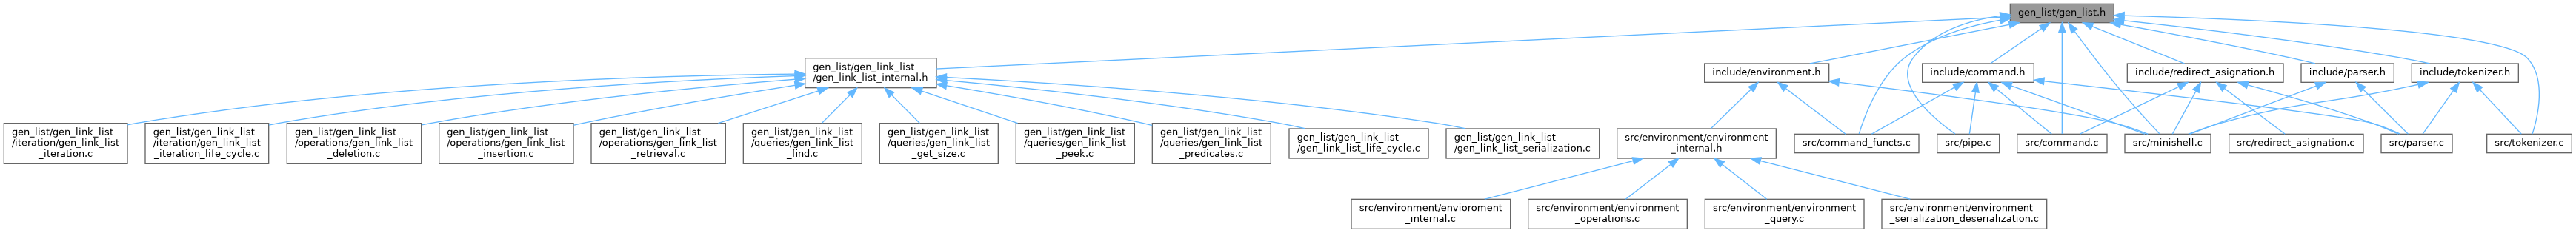 gen_list/gen_list.h
gen_list/gen_link_list
/gen_link_list_internal.h
include/environment.h
include/command.h
include/redirect_asignation.h
include/parser.h
include/tokenizer.h
gen_list/gen_link_list
/iteration/gen_link_list
_iteration.c
gen_list/gen_link_list
/iteration/gen_link_list
_iteration_life_cycle.c
gen_list/gen_link_list
/operations/gen_link_list
_deletion.c
gen_list/gen_link_list
/operations/gen_link_list
_insertion.c
gen_list/gen_link_list
/operations/gen_link_list
_retrieval.c
gen_list/gen_link_list
/queries/gen_link_list
_find.c
gen_list/gen_link_list
/queries/gen_link_list
_get_size.c
gen_list/gen_link_list
/queries/gen_link_list
_peek.c
gen_list/gen_link_list
/queries/gen_link_list
_predicates.c
gen_list/gen_link_list
/gen_link_list_life_cycle.c
gen_list/gen_link_list
/gen_link_list_serialization.c
src/environment/environment
_internal.h
src/command_functs.c
src/pipe.c
src/command.c
src/minishell.c
src/redirect_asignation.c
src/parser.c
src/tokenizer.c
src/environment/envioroment
_internal.c
src/environment/environment
_operations.c
src/environment/environment
_query.c
src/environment/environment
_serialization_deserialization.c